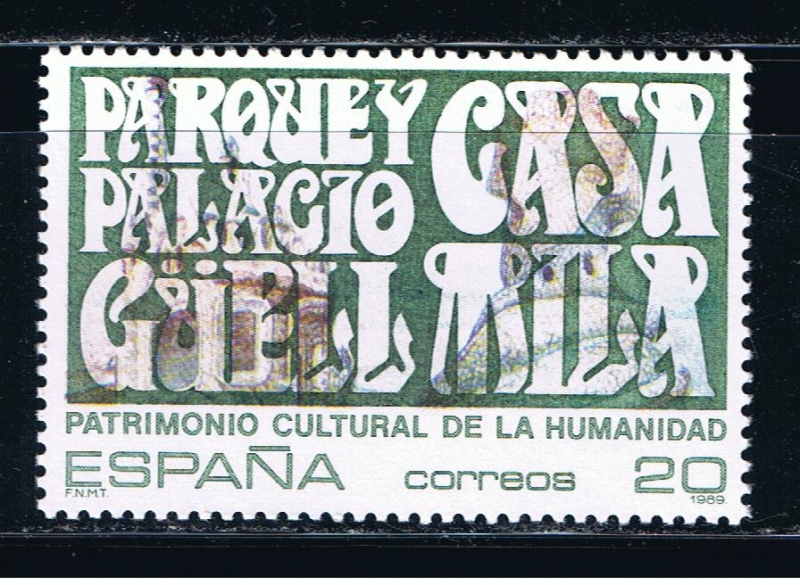 PARQUE Y
PALACIO
GÜELL
CASA
MILA
PATRIMONIO CULTURAL DE LA HUMANIDAD
ESPAÑA correos 20
F.N.M.T. 1989